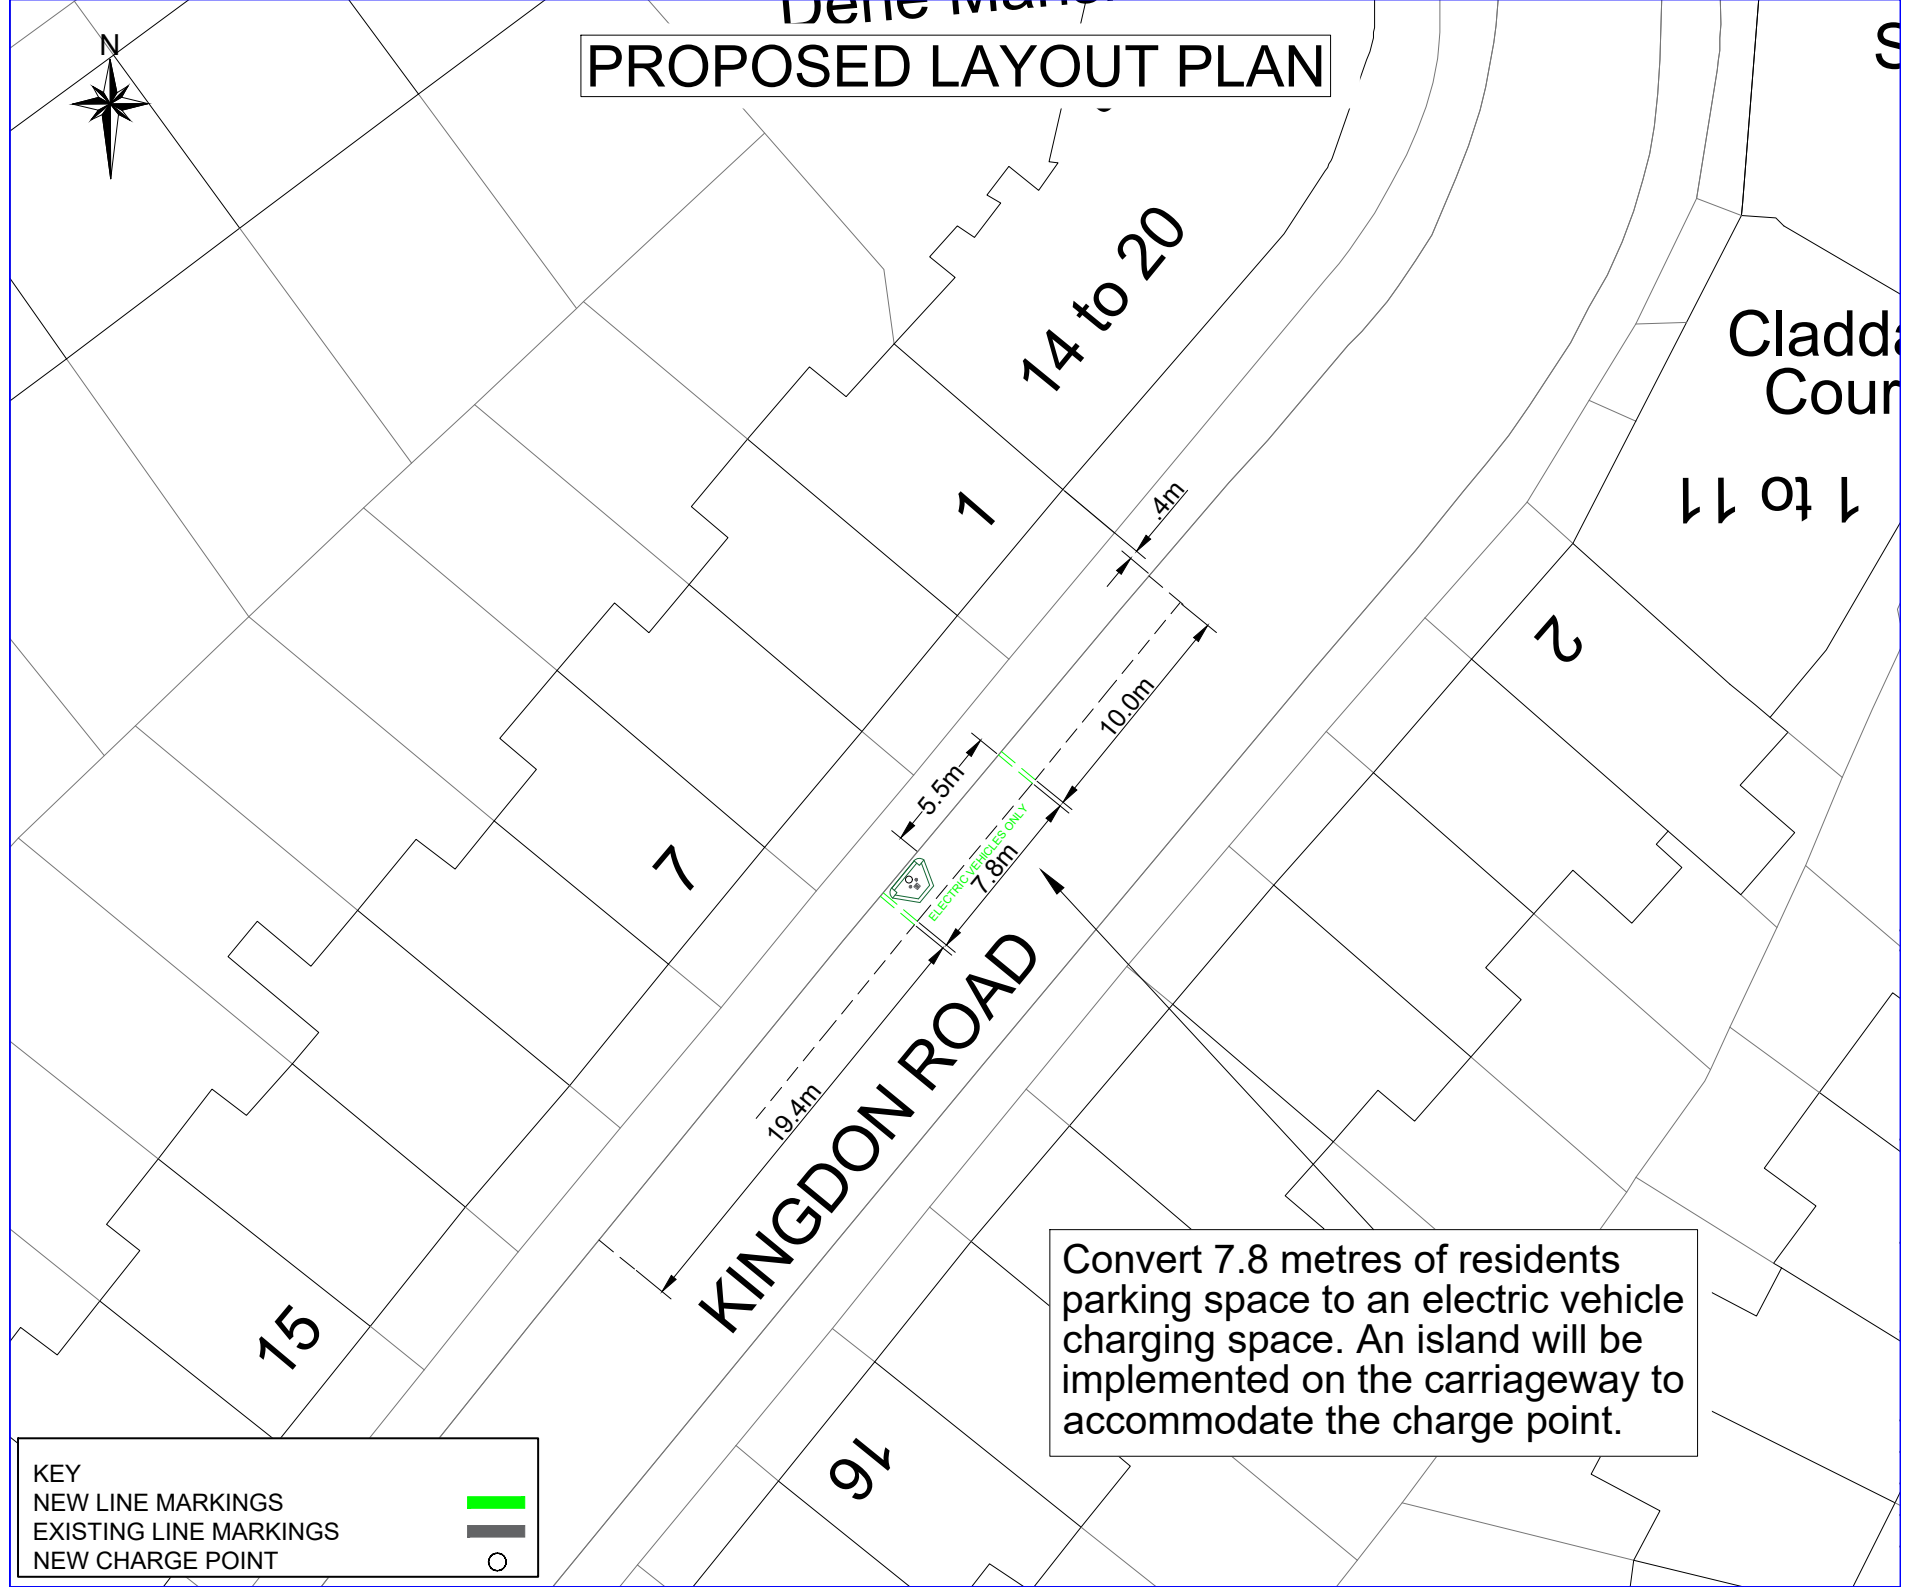 N
PROPOSED LAYOUT PLAN
14 to 20
1 to 11
1
.4m
2
10.0m
5.5m
ELECTRIC VEHICLES ONLY
7.8m
7
KINGDON ROAD
19.4m
15
16
Convert 7.8 metres of residents
parking space to an electric vehicle
charging space. An island will be
implemented on the carriageway to
accommodate the charge point.
KEY
NEW LINE MARKINGS
EXISTING LINE MARKINGS
NEW CHARGE POINT